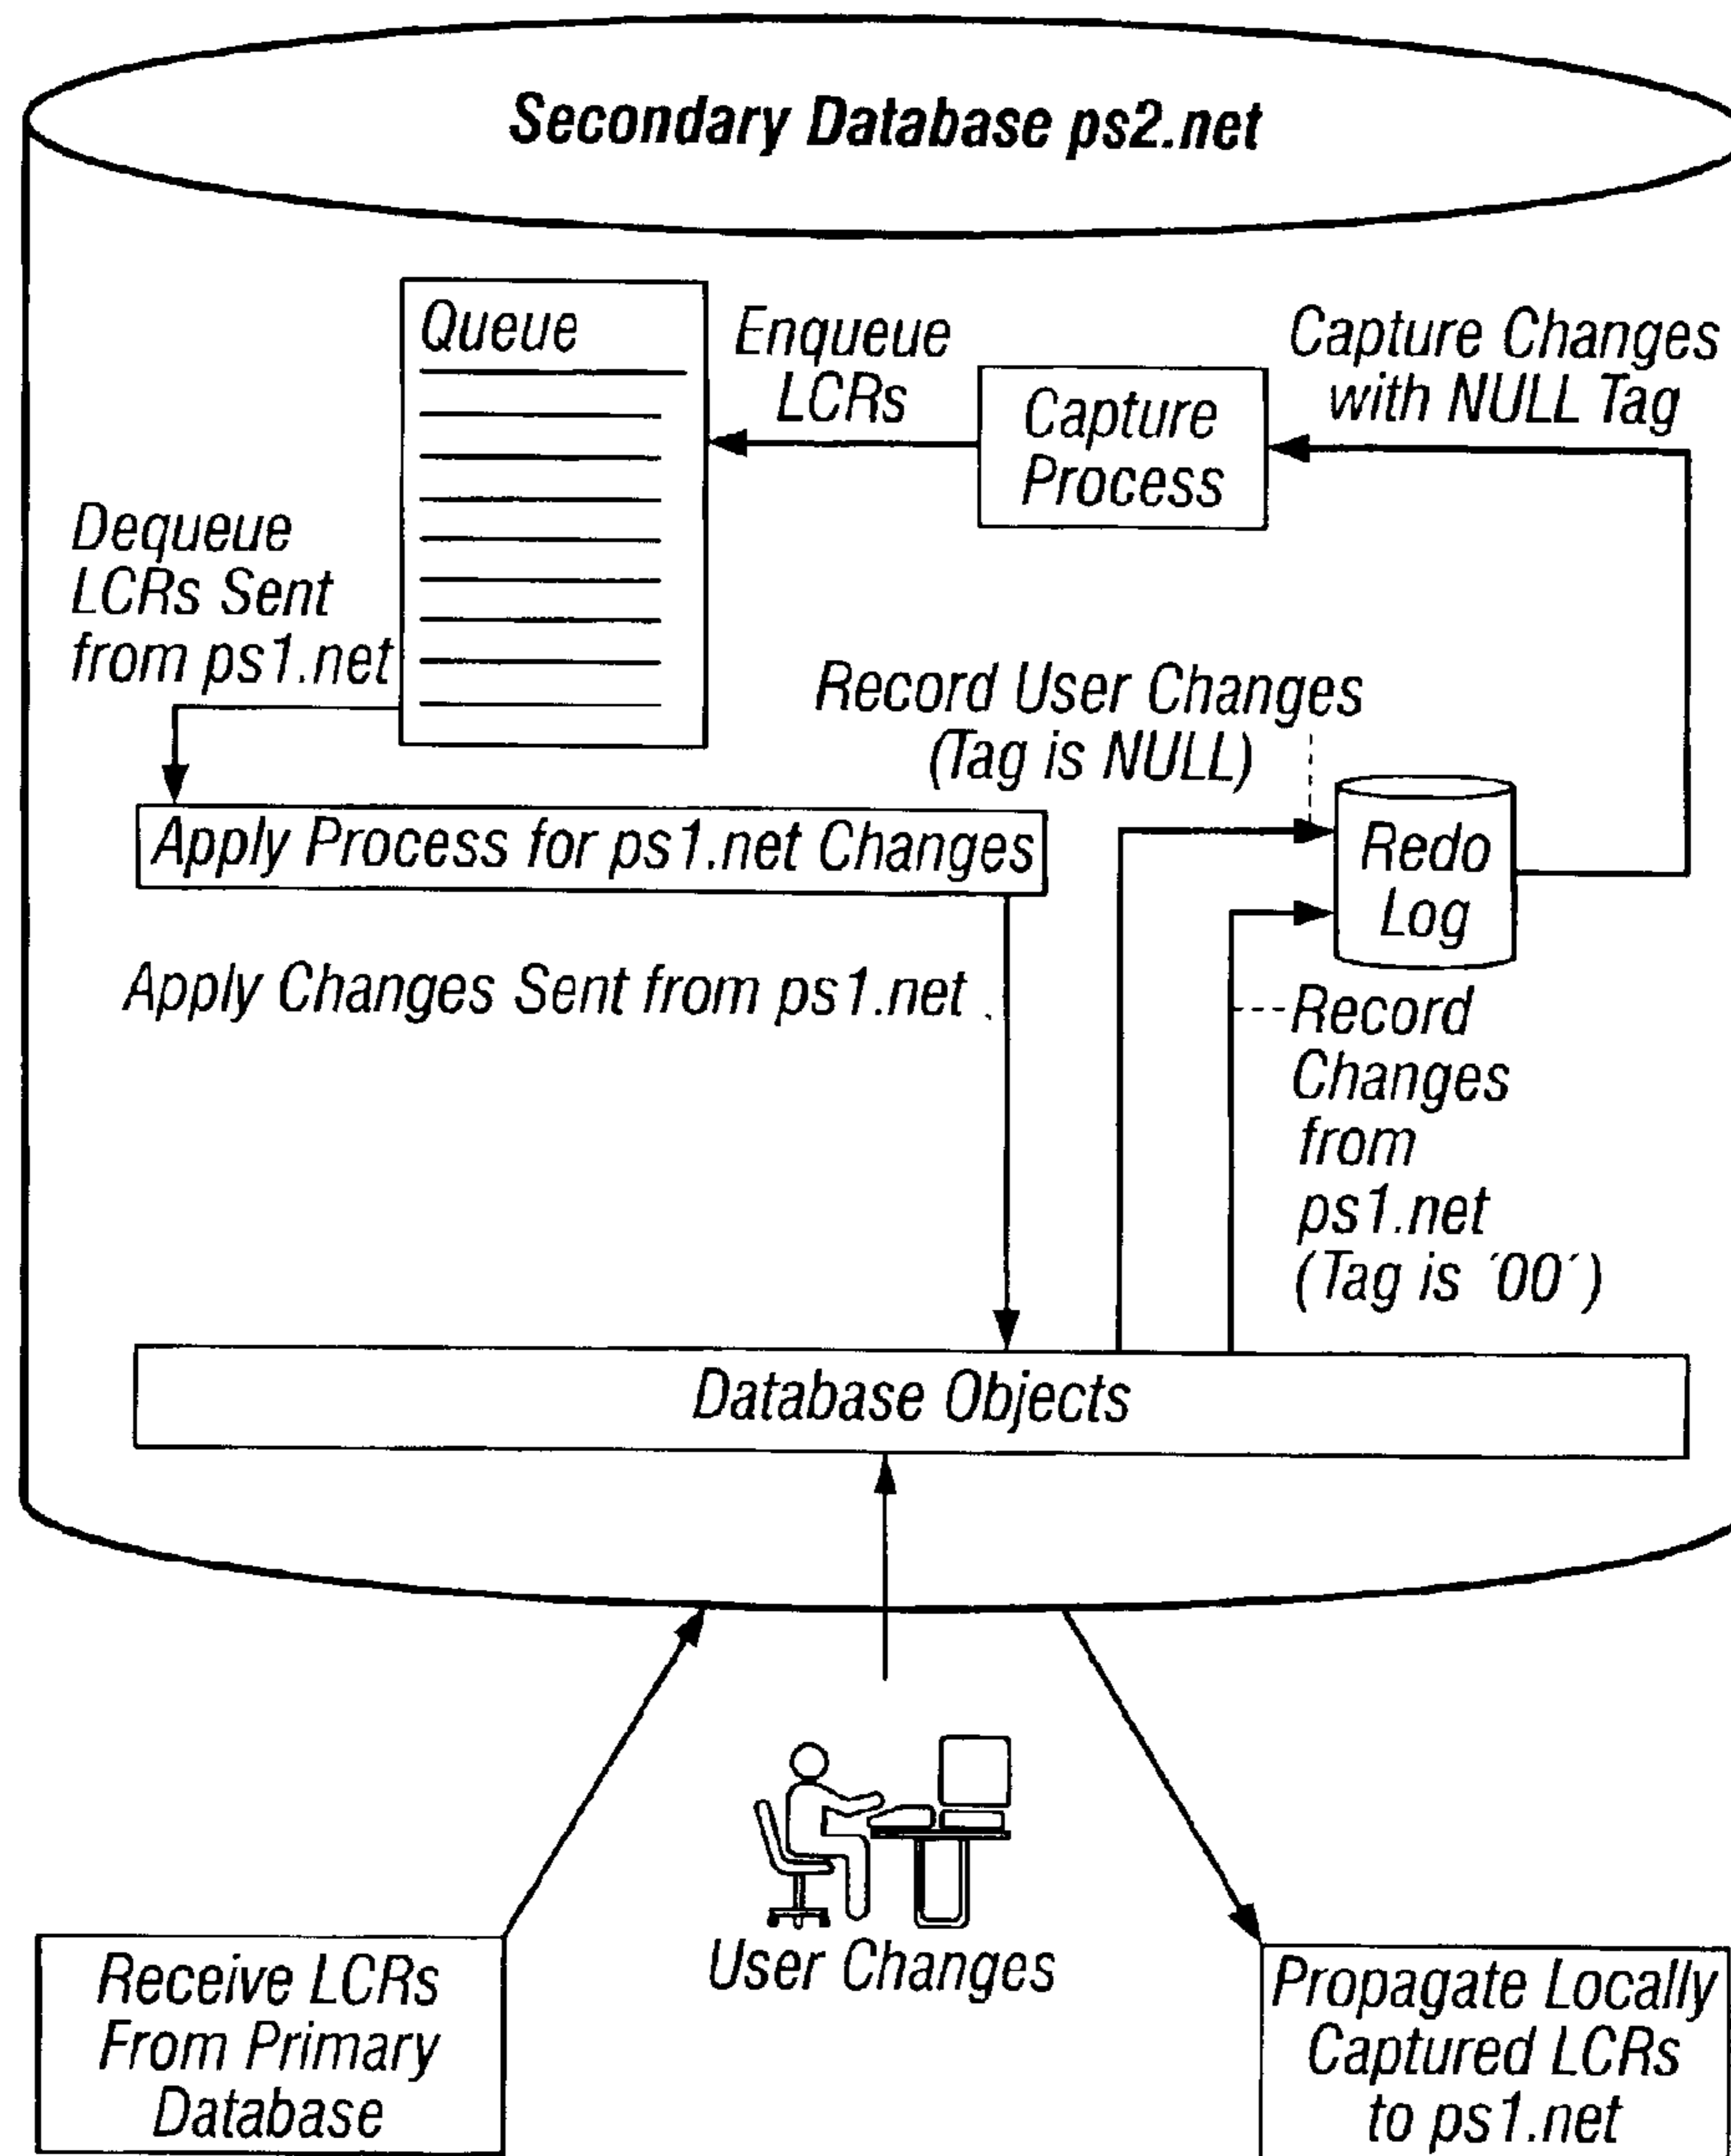 Secondary Database ps2.net
Queue
Enqueue
LCRs
Capture
Process
Capture Changes
with NULL Tag
Dequeue
LCRs Sent
from ps1.net
Record User Changes
(Tag is NULL)
Apply Process for ps1.net Changes
Redo
Log
Apply Changes Sent from ps1.net
Record
Changes
from
ps1.net
(Tag is ´00´)
Database Objects
User Changes
Receive LCRs
From Primary
Database
Propagate Locally
Captured LCRs
to ps1.net